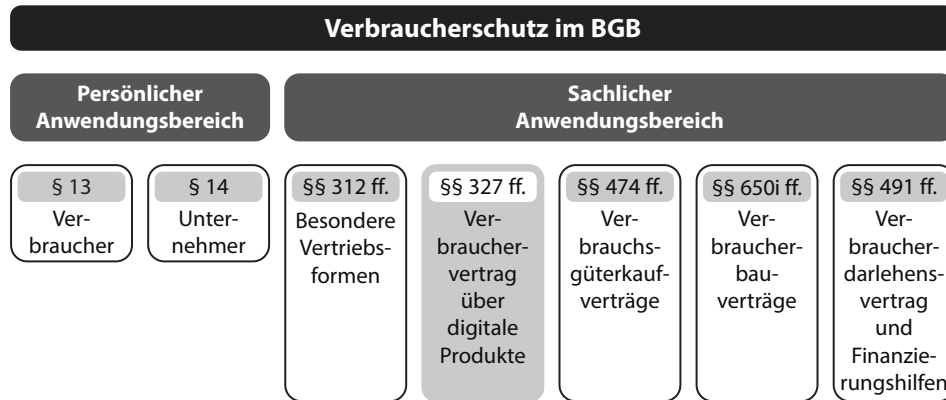 Verbraucherschutz im BGB
Persönlicher
Anwendungsbereich
Sachlicher
Anwendungsbereich
§ 13
Ver-
braucher
§ 14
Unter-
nehmer
§§ 312 ff.
Besondere
Vertriebs-
formen
§§ 327 ff.
Ver-
braucher-
vertrag
über
digitale
Produkte
§§ 474 ff.
Ver-
brauchs-
güterkauf-
verträge
§§ 650i ff.
Ver-
braucher-
bau-
verträge
§§ 491 ff.
Ver-
braucher-
darlehens-
vertrag
und
Finanzie-
rungshilfen